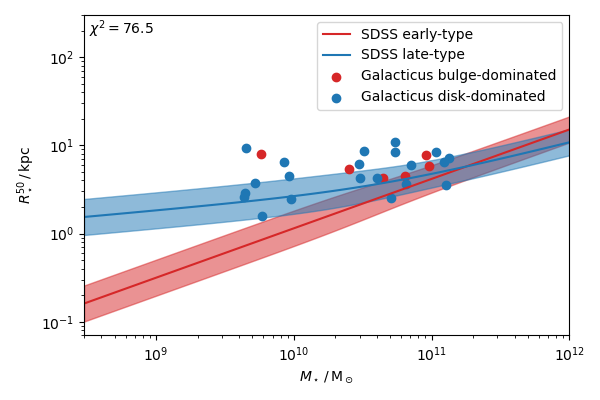 χ² = 76.5
SDSS early-type
SDSS late-type
Galacticus bulge-dominated
Galacticus disk-dominated
10²
10¹
10⁰
10⁻¹
R⋆⁵⁰ / kpc
10⁹
10¹⁰
10¹¹
10¹²
M⋆ / M⊙